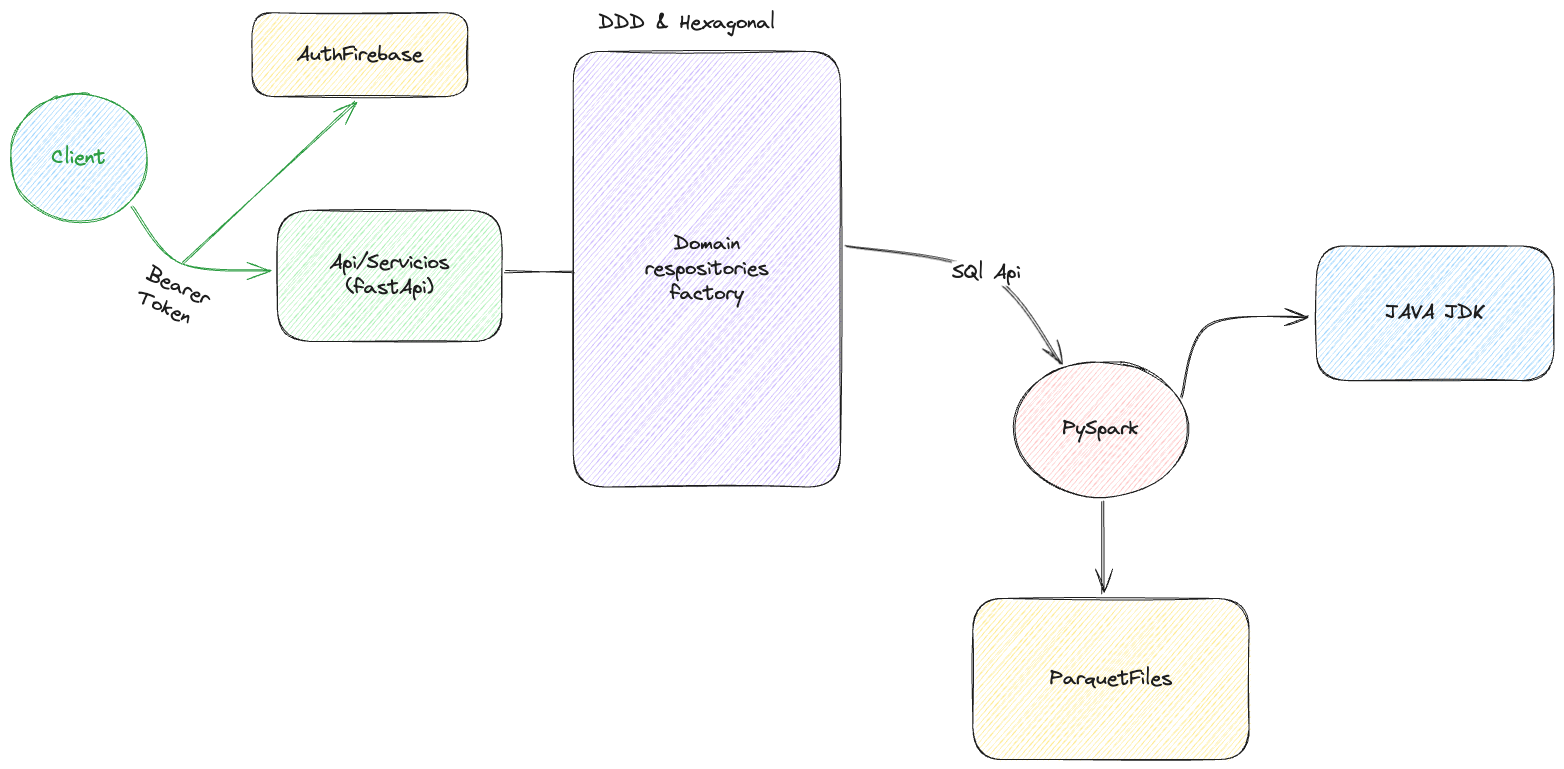 DDD & Hexagonal
AuthFirebase
Client
Api/Servicios
(fastApi)
Bearer
Token
Domain
respositories
factory
SQl Api
JAVA JDK
PySpark
ParquetFiles